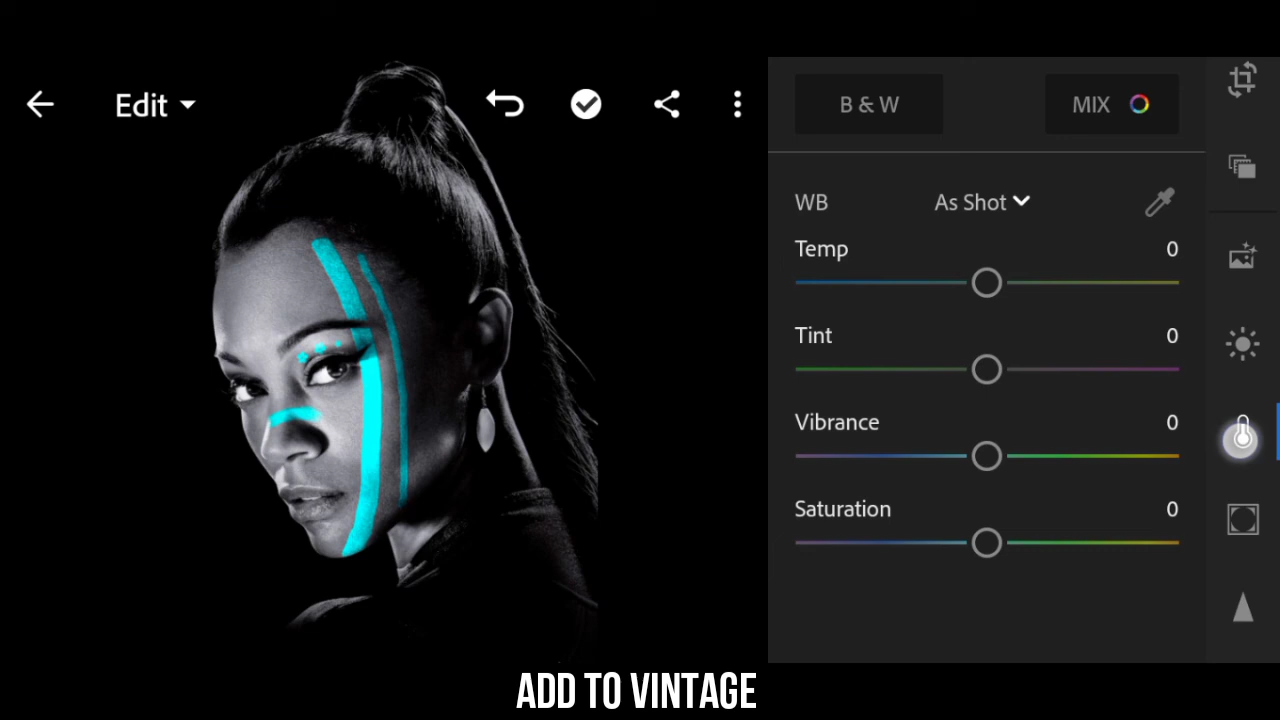 Edit
B & W
MIX
WB
As Shot
Temp
0
Tint
0
Vibrance
0
Saturation
0
ADD TO VINTAGE